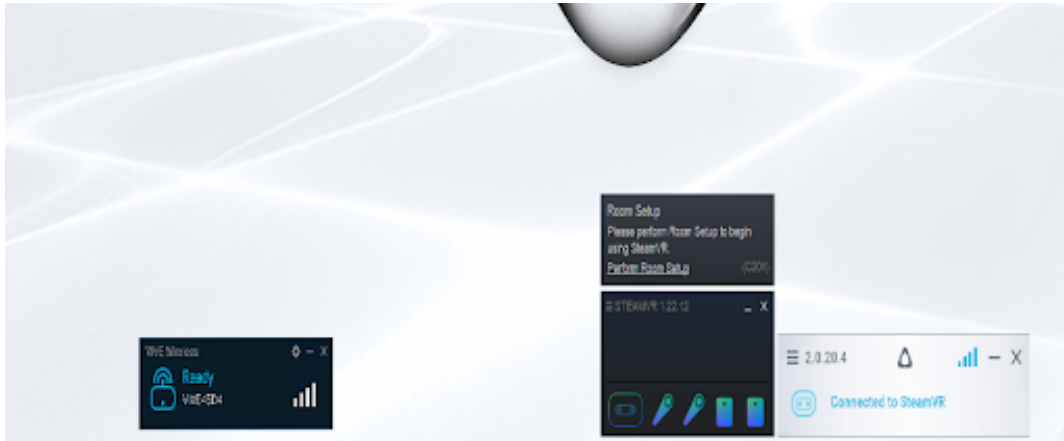 Room Setup
Please perform Room Setup to begin
using SteamVR.
Perform Room Setup
STEAMVR 1.22.12
Ready
2.0.20.4
Connected to SteamVR